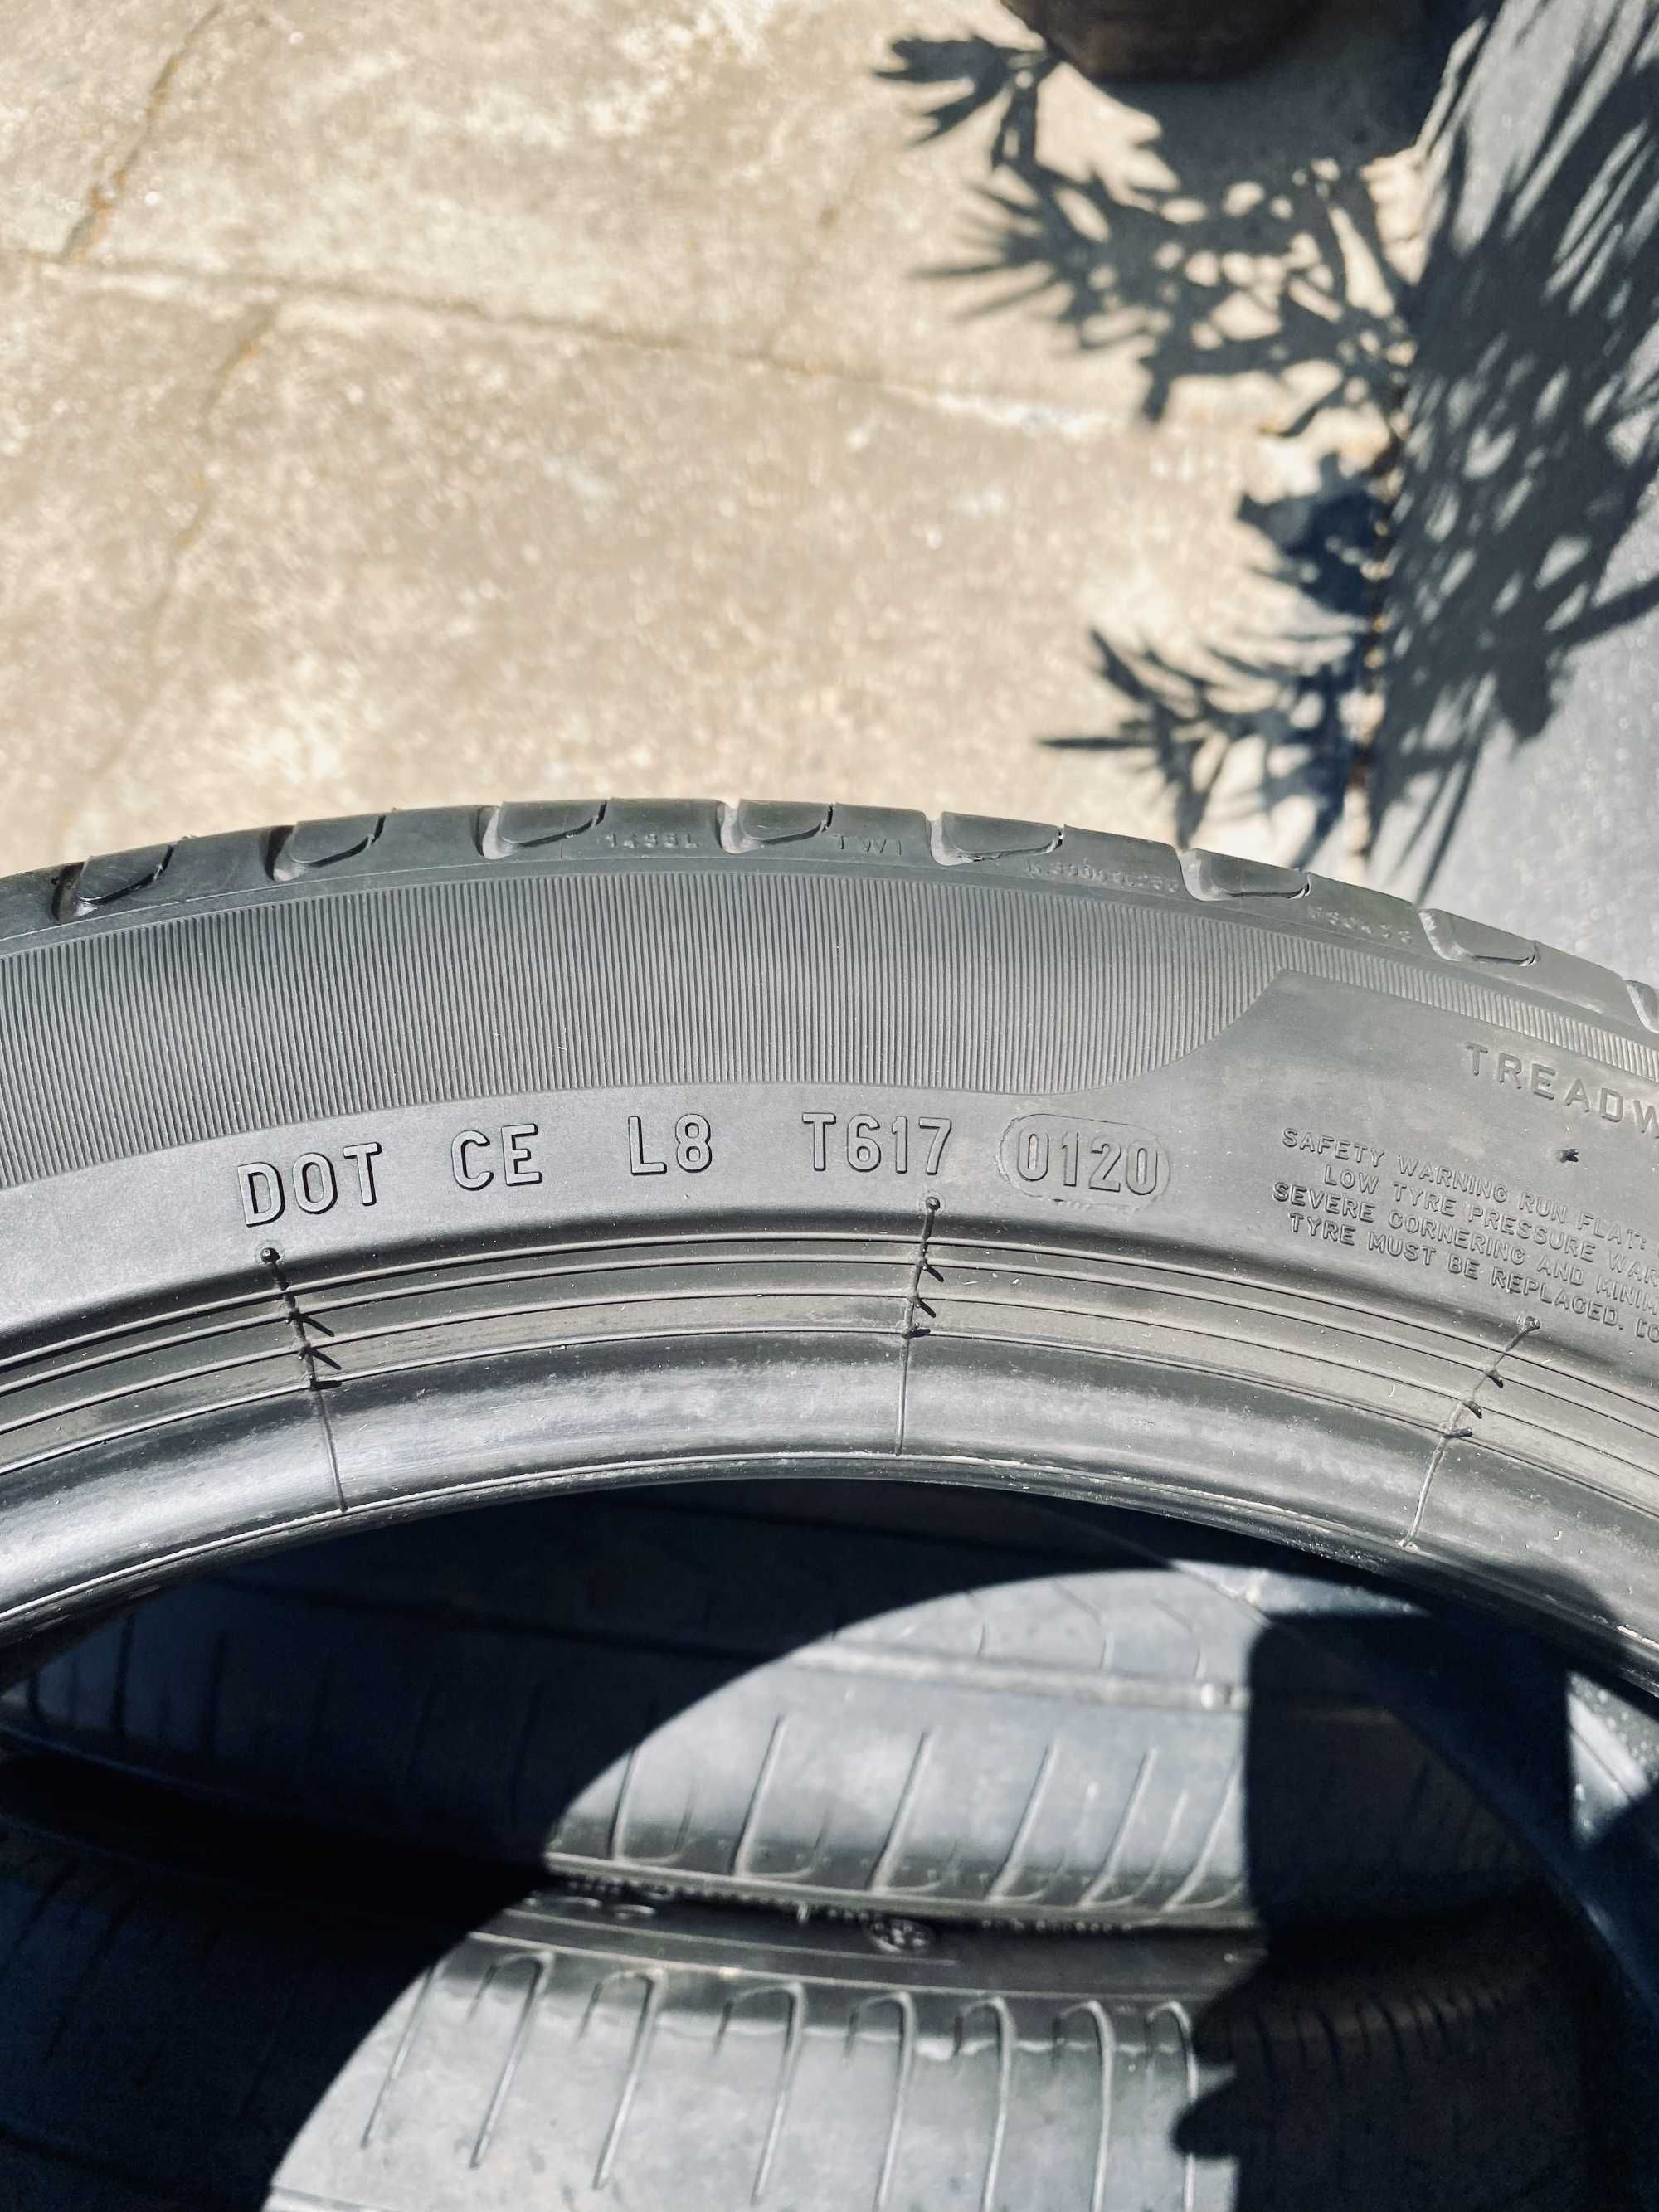 TWI
TREADW
DOT CE L8 T617 0120
SAFETY WARNING RUN FLAT:
LOW TYRE PRESSURE WAR
SEVERE CORNERING AND MINIM
TYRE MUST BE REPLACED.